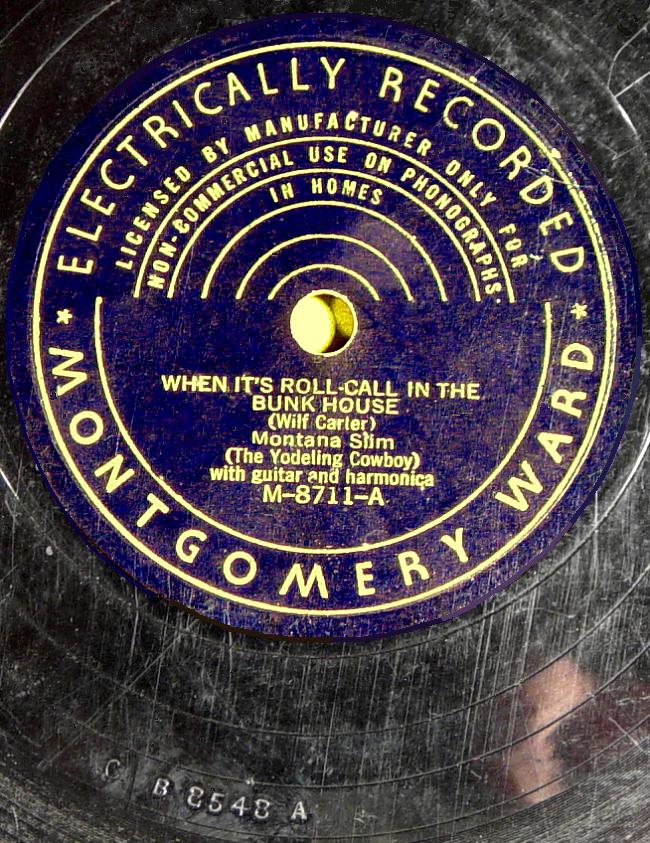 ELECTRICALLY RECORDED
LICENSED BY MANUFACTURER ONLY FOR
NON-COMMERCIAL USE ON PHONOGRAPHS
IN HOMES
WHEN IT'S ROLL-CALL IN THE
BUNK HOUSE
(Wilf Carter)
Montana Slim
(The Yodeling Cowboy)
with guitar and harmonica
M-8711-A
* MONTGOMERY WARD *
C B 8548 A